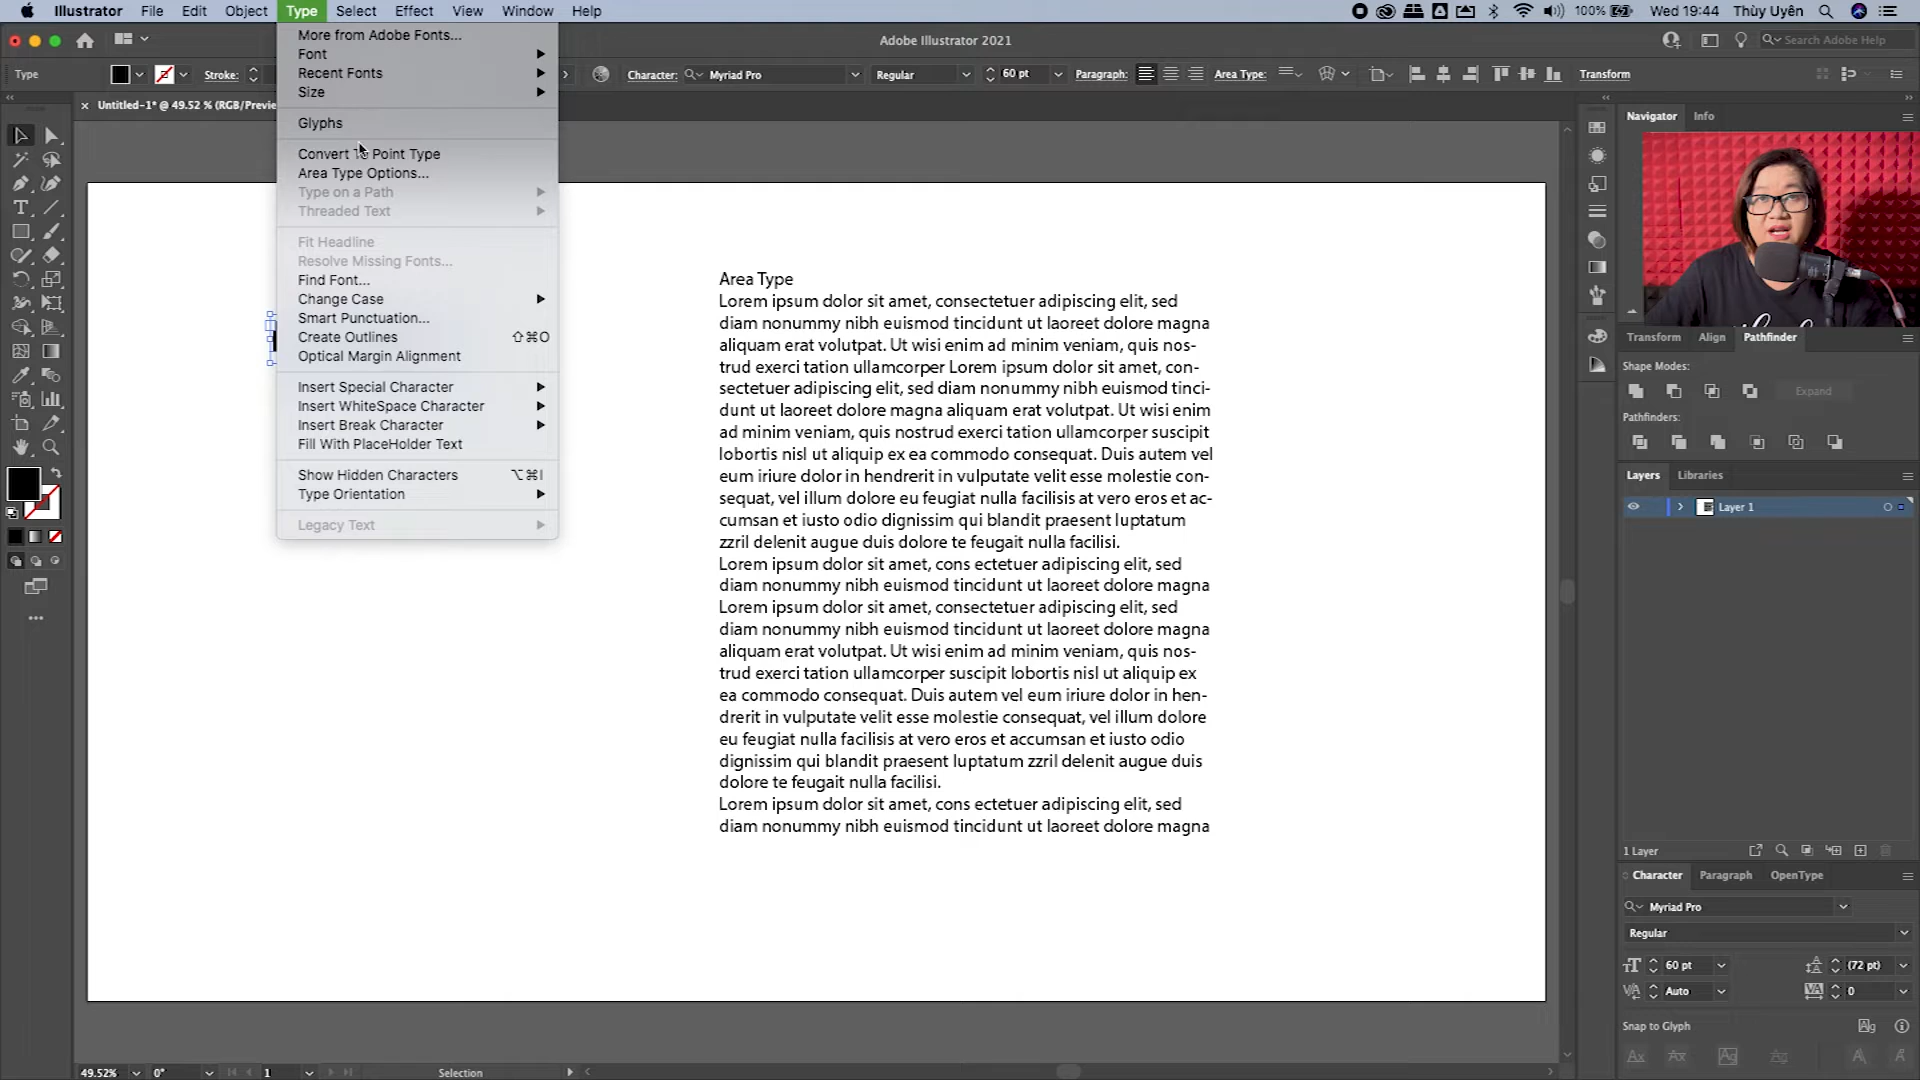 Illustrator File Edit Object Type Select Effect View Window Help
100% Wed 19:44 Thùy Uyên
Adobe Illustrator 2021
Search Adobe Help
Type Stroke: Character: Myriad Pro Regular 60 pt Paragraph: Area Type: Transform
Untitled-1* @ 49.52 % (RGB/Previe
More from Adobe Fonts...
Font
Recent Fonts
Size
Glyphs
Convert To Point Type
Area Type Options...
Type on a Path
Threaded Text
Fit Headline
Resolve Missing Fonts...
Find Font...
Change Case
Smart Punctuation...
Create Outlines ⇧⌘O
Optical Margin Alignment
Insert Special Character
Insert WhiteSpace Character
Insert Break Character
Fill With PlaceHolder Text
Show Hidden Characters ⌥⌘I
Type Orientation
Legacy Text
Area Type
Lorem ipsum dolor sit amet, consectetuer adipiscing elit, sed
diam nonummy nibh euismod tincidunt ut laoreet dolore magna
aliquam erat volutpat. Ut wisi enim ad minim veniam, quis nos-
trud exerci tation ullamcorper Lorem ipsum dolor sit amet, con-
sectetuer adipiscing elit, sed diam nonummy nibh euismod tinci-
dunt ut laoreet dolore magna aliquam erat volutpat. Ut wisi enim
ad minim veniam, quis nostrud exerci tation ullamcorper suscipit
lobortis nisl ut aliquip ex ea commodo consequat. Duis autem vel
eum iriure dolor in hendrerit in vulputate velit esse molestie con-
sequat, vel illum dolore eu feugiat nulla facilisis at vero eros et ac-
cumsan et iusto odio dignissim qui blandit praesent luptatum
zzril delenit augue duis dolore te feugait nulla facilisi.
Lorem ipsum dolor sit amet, cons ectetuer adipiscing elit, sed
diam nonummy nibh euismod tincidunt ut laoreet dolore magna
Lorem ipsum dolor sit amet, consectetuer adipiscing elit, sed
diam nonummy nibh euismod tincidunt ut laoreet dolore magna
aliquam erat volutpat. Ut wisi enim ad minim veniam, quis nos-
trud exerci tation ullamcorper suscipit lobortis nisl ut aliquip ex
ea commodo consequat. Duis autem vel eum iriure dolor in hen-
drerit in vulputate velit esse molestie consequat, vel illum dolore
eu feugiat nulla facilisis at vero eros et accumsan et iusto odio
dignissim qui blandit praesent luptatum zzril delenit augue duis
dolore te feugait nulla facilisi.
Lorem ipsum dolor sit amet, cons ectetuer adipiscing elit, sed
diam nonummy nibh euismod tincidunt ut laoreet dolore magna
Navigator Info
Transform Align Pathfinder
Shape Modes:
Expand
Pathfinders:
Layers Libraries
Layer 1
1 Layer
Character Paragraph OpenType
Myriad Pro
Regular
60 pt (72 pt)
Auto 0
Snap to Glyph
49.52% 0° 1 Selection